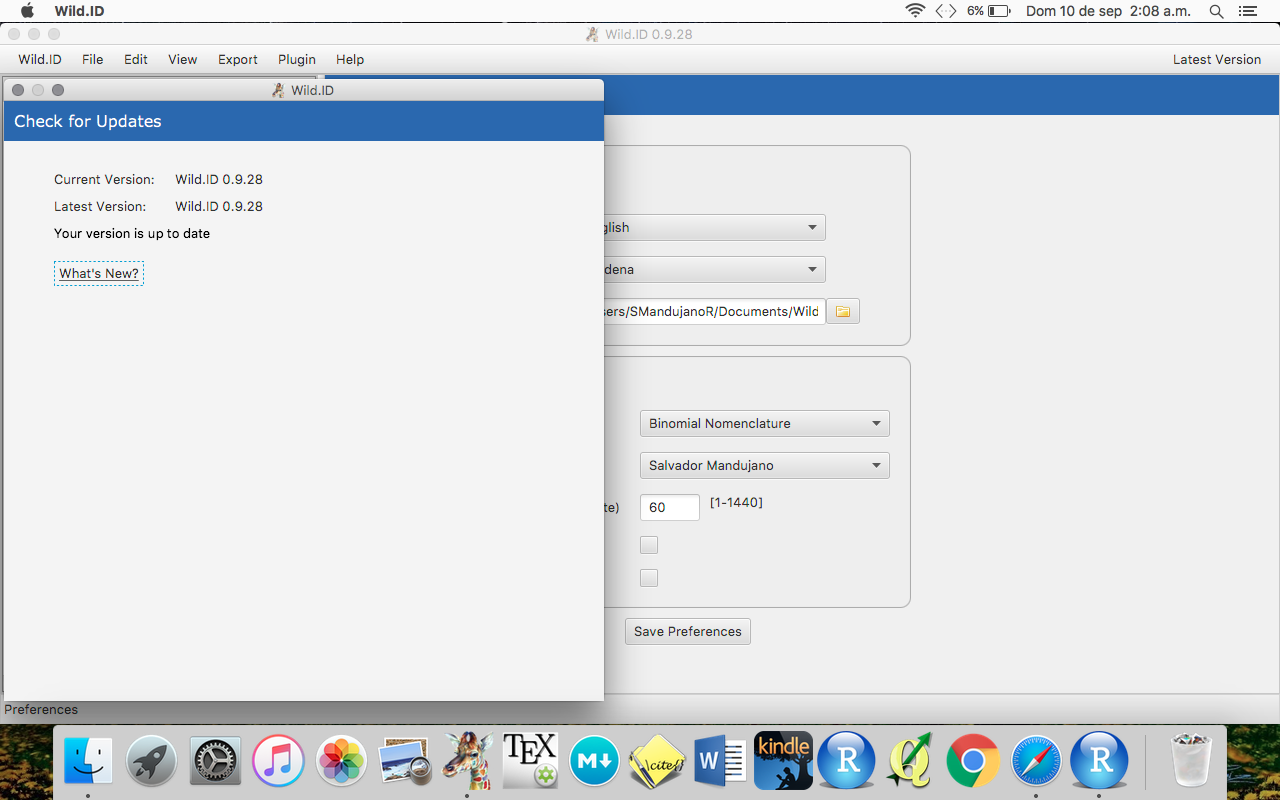 Wild.ID
6%
Dom 10 de sep 2:08 a.m.
Wild.ID 0.9.28
Wild.ID File Edit View Export Plugin Help
Latest Version
Wild.ID
Check for Updates
Current Version: Wild.ID 0.9.28
Latest Version: Wild.ID 0.9.28
Your version is up to date
What's New?
glish
dena
sers/SMandujanoR/Documents/Wild
Binomial Nomenclature
Salvador Mandujano
te) 60 [1-1440]
Save Preferences
Preferences
TEX
M
citeff
W
kindle
R
R